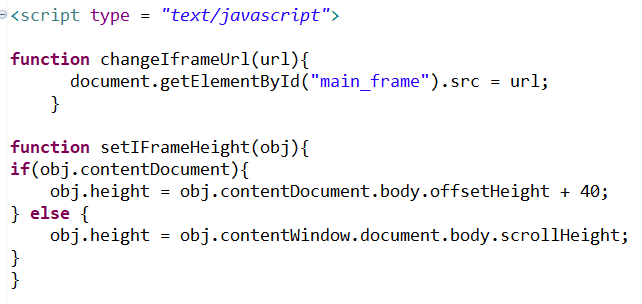 <script type = "text/javascript">
function changeIframeUrl(url){
document.getElementById("main_frame").src = url;
}
function setIFrameHeight(obj){
if(obj.contentDocument){
obj.height = obj.contentDocument.body.offsetHeight + 40;
} else {
obj.height = obj.contentWindow.document.body.scrollHeight;
}
}